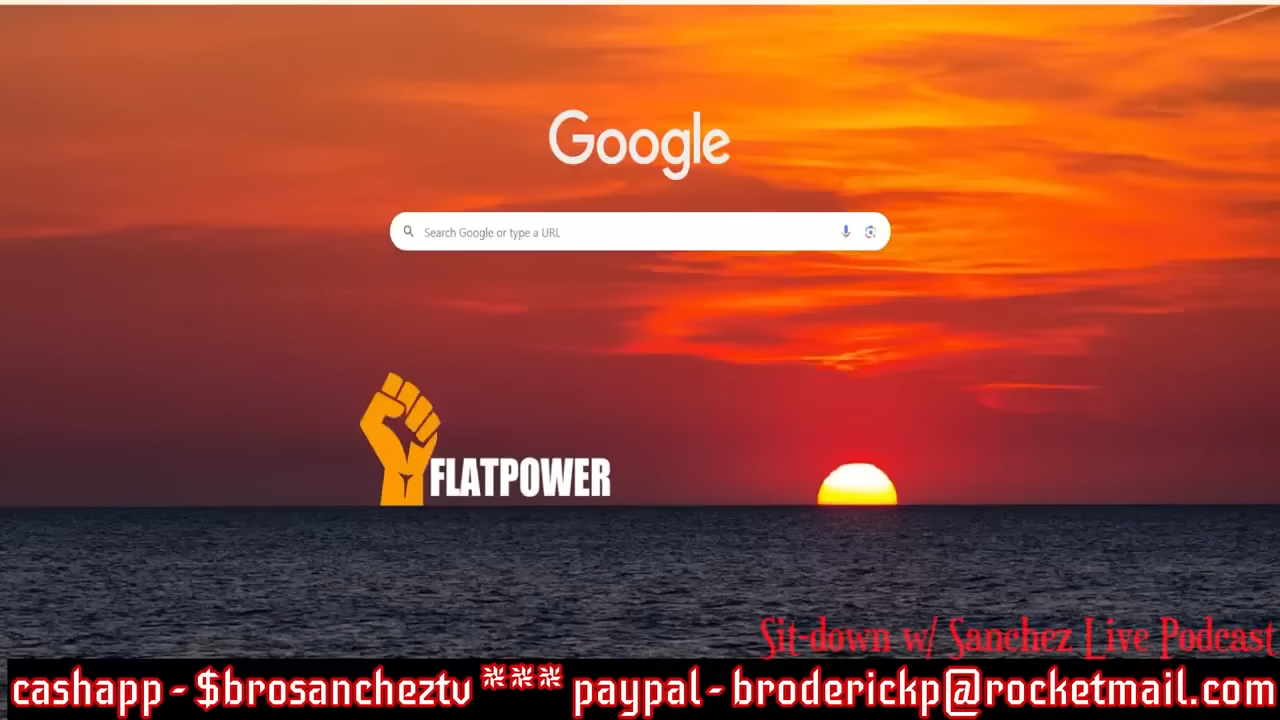 Google
Search Google or type a URL
FLATPOWER
Sit-down w/ Sanchez Live Podcast
cashapp - $brosancheztv *** paypal - broderickp@rocketmail.com